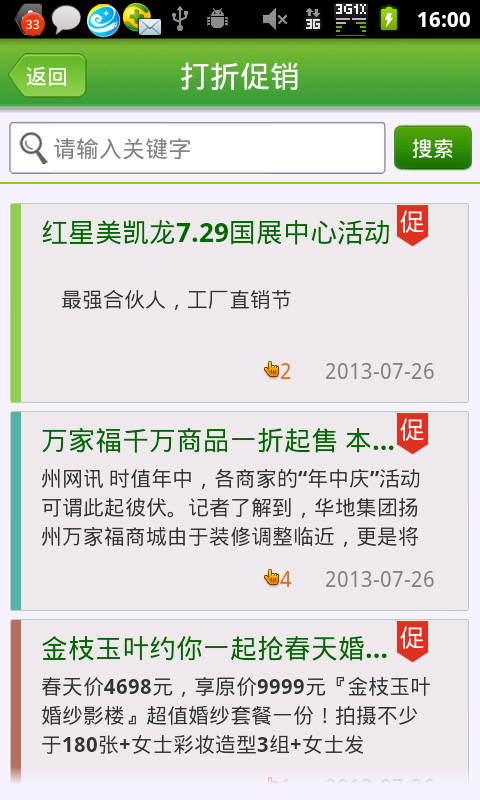 33
3G
3G1X
16:00
返回
打折促销
请输入关键字
搜索
红星美凯龙7.29国展中心活动
促
最强合伙人，工厂直销节
2
2013-07-26
万家福千万商品一折起售 本...
促
州网讯 时值年中，各商家的“年中庆”活动
可谓此起彼伏。记者了解到，华地集团扬
州万家福商城由于装修调整临近，更是将
4
2013-07-26
金枝玉叶约你一起抢春天婚...
促
春天价4698元，享原价9999元『金枝玉叶
婚纱影楼』超值婚纱套餐一份！拍摄不少
于180张+女士彩妆造型3组+女士发